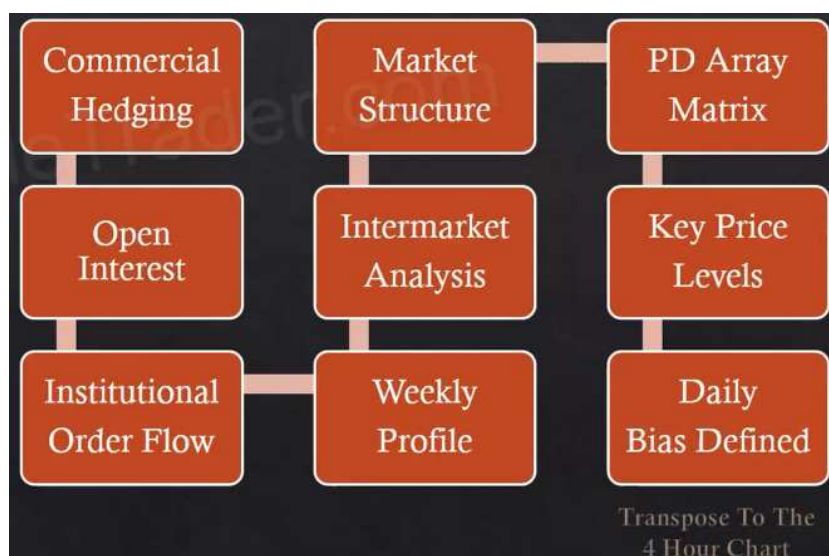 Commercial
Hedging
Open
Interest
Institutional
Order Flow
Weekly
Profile
Intermarket
Analysis
Market
Structure
PD Array
Matrix
Key Price
Levels
Daily
Bias Defined
Transpose To The
4 Hour Chart